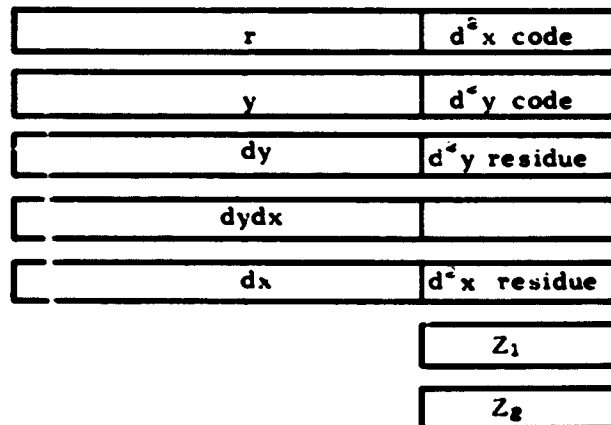 r d²x code
y d²y code
dy d²y residue
dydx
dx d²x residue
Z₁
Z₂